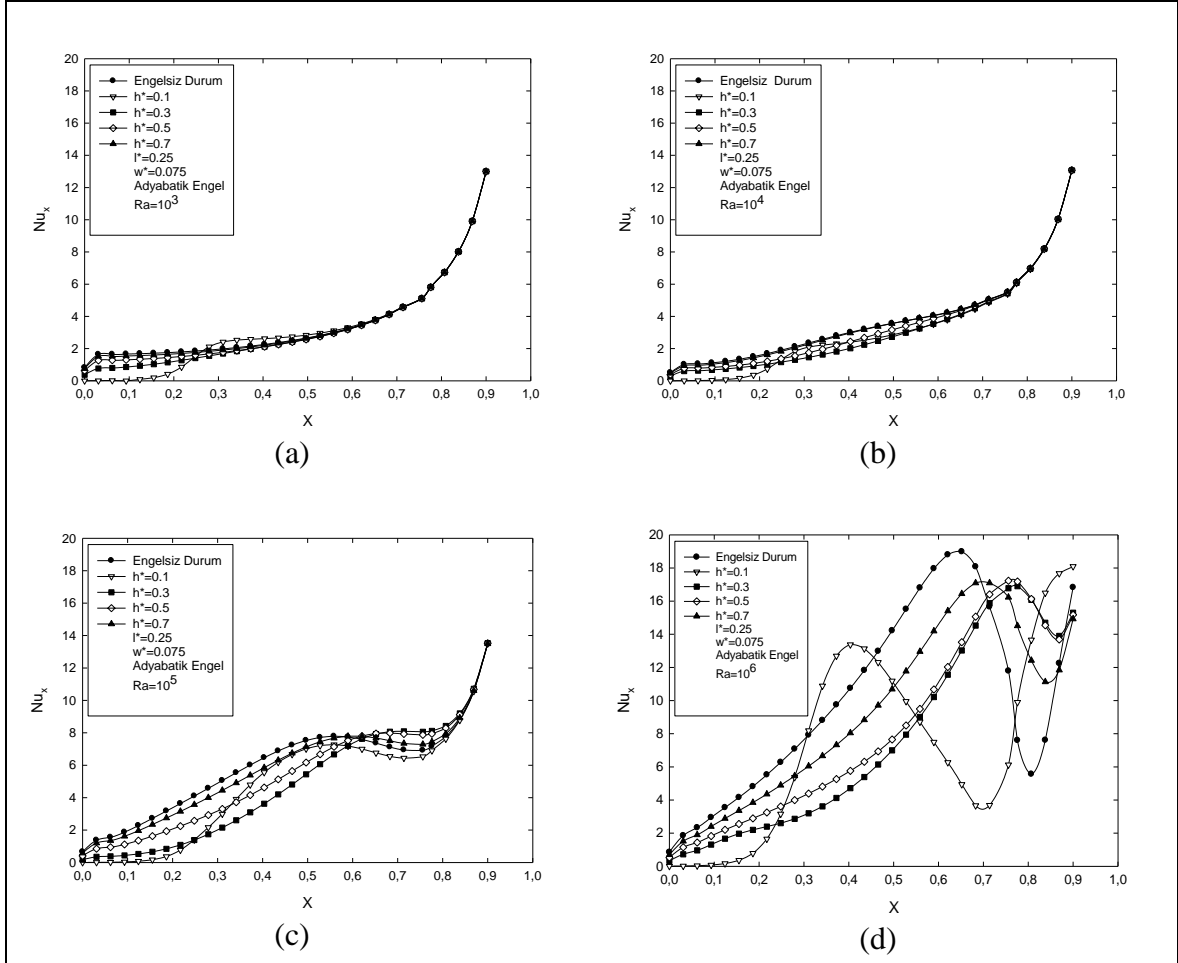 20
18
16
14
12
10
8
6
4
2
0
Nu_x
Engelsiz Durum
h*=0.1
h*=0.3
h*=0.5
h*=0.7
l*=0.25
w*=0.075
Adyabatik Engel
Ra=10^3
0,0 0,1 0,2 0,3 0,4 0,5 0,6 0,7 0,8 0,9 1,0
X
(a)
20
18
16
14
12
10
8
6
4
2
0
Nu_x
Engelsiz Durum
h*=0.1
h*=0.3
h*=0.5
h*=0.7
l*=0.25
w*=0.075
Adyabatik Engel
Ra=10^4
0,0 0,1 0,2 0,3 0,4 0,5 0,6 0,7 0,8 0,9 1,0
X
(b)
20
18
16
14
12
10
8
6
4
2
0
Nu_x
Engelsiz Durum
h*=0.1
h*=0.3
h*=0.5
h*=0.7
l*=0.25
w*=0.075
Adyabatik Engel
Ra=10^5
0,0 0,1 0,2 0,3 0,4 0,5 0,6 0,7 0,8 0,9 1,0
X
(c)
20
18
16
14
12
10
8
6
4
2
0
Nu_x
Engelsiz Durum
h*=0.1
h*=0.3
h*=0.5
h*=0.7
l*=0.25
w*=0.075
Adyabatik Engel
Ra=10^6
0,0 0,1 0,2 0,3 0,4 0,5 0,6 0,7 0,8 0,9 1,0
X
(d)